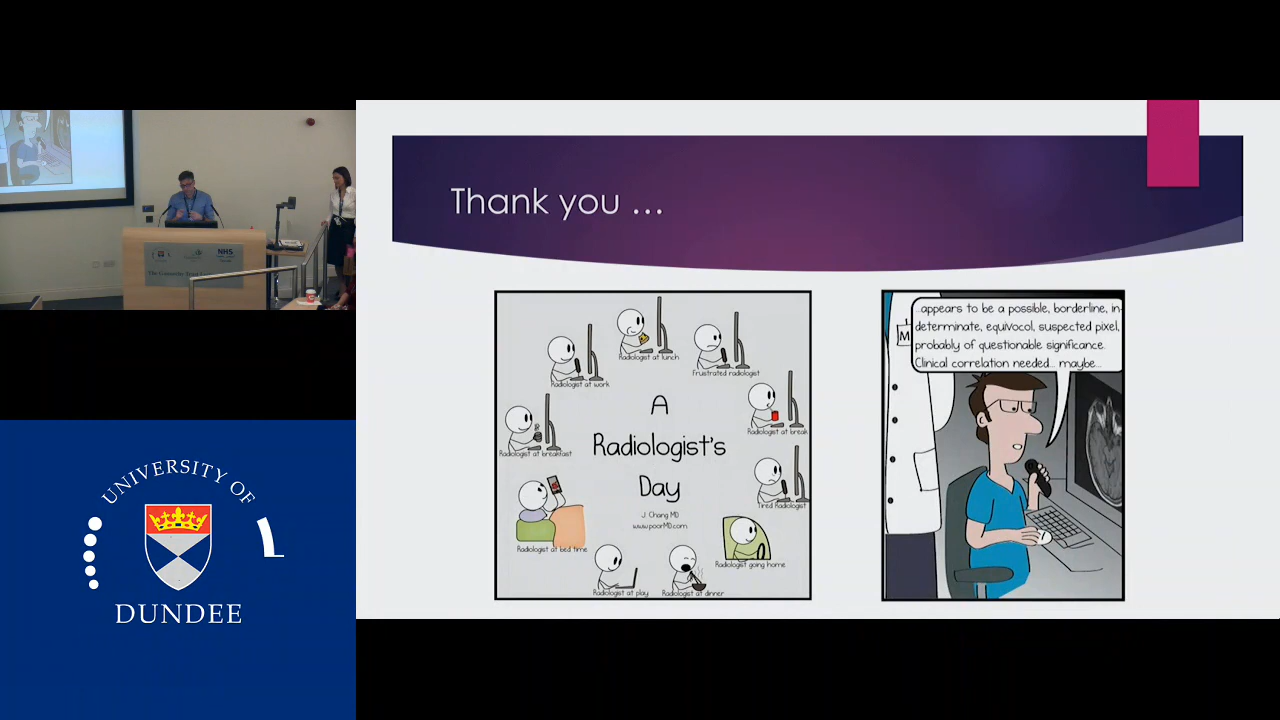 NHS
UNIVERSITY OF
DUNDEE
Thank you ...
Radiologist at lunch
Radiologist at work
Frustrated radiologist
Radiologist at break
Radiologist at breakfast
Tired Radiologist
Radiologist at bed time
Radiologist going home
Radiologist at play
Radiologist at dinner
A
Radiologist's
Day
J. Chang MD
www.poorMD.com
M
...appears to be a possible, borderline, in-
determinate, equivocol, suspected pixel,
probably of questionable significance.
Clinical correlation needed... maybe...